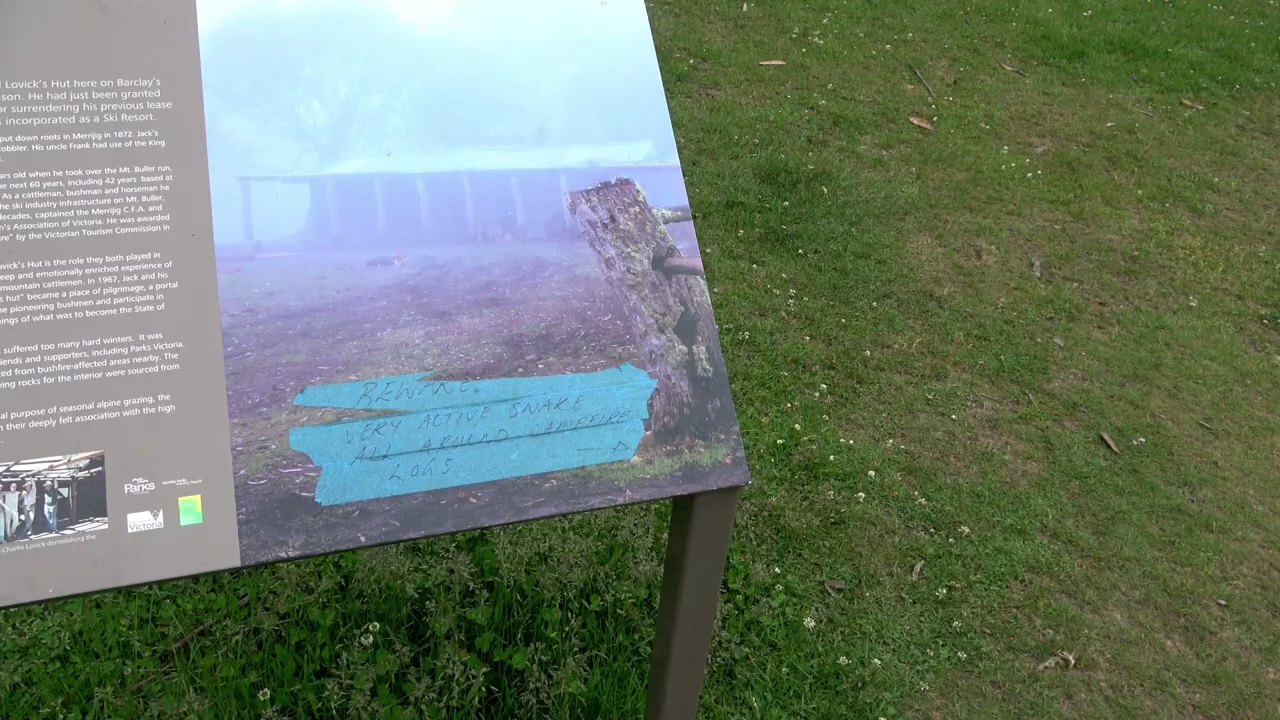 Lovick's Hut here on Barclay's
son. He had just been granted
or surrendering his previous lease
incorporated as a Ski Resort.
put down roots in Merrijig in 1872. Jack's
obbler. His uncle Frank had use of the King
ars old when he took over the Mt. Buller run,
e next 60 years, including 42 years based at
As a cattleman, bushman and horseman he
he ski industry infrastructure on Mt. Buller,
decades, captained the Merrijig C.F.A. and
n's Association of Victoria. He was awarded
re" by the Victorian Tourism Commission in
ovick's Hut is the role they both played in
eep and emotionally enriched experience of
mountain cattlemen. In 1967, Jack and his
s hut" became a place of pilgrimage, a portal
he pioneering bushmen and participate in
nings of what was to become the State of
suffered too many hard winters. It was
iends and supporters, including Parks Victoria.
ced from bushfire-affected areas nearby. The
ving rocks for the interior were sourced from
al purpose of seasonal alpine grazing, the
n their deeply felt association with the high
Charlie Lovick demolishing the
Parks
Victoria
BEWARE.
VERY ACTIVE SNAKE
ALL AROUND CAMPFIRE
LOGS →